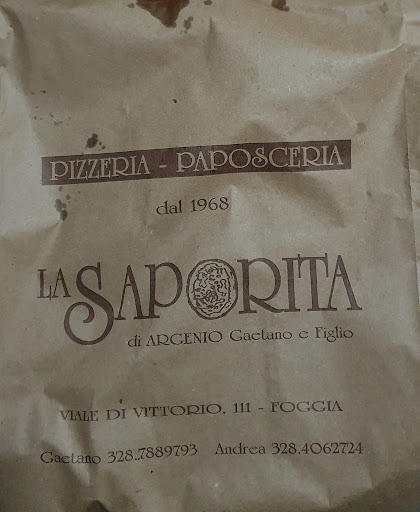 PIZZERIA - PAPOSCERIA
dal 1968
LA SAPORITA
di ARGENIO Gaetano e Figlio
VIALE DI VITTORIO, 111 - FOGGIA
Gaetano 328.7889793 Andrea 328.4062724